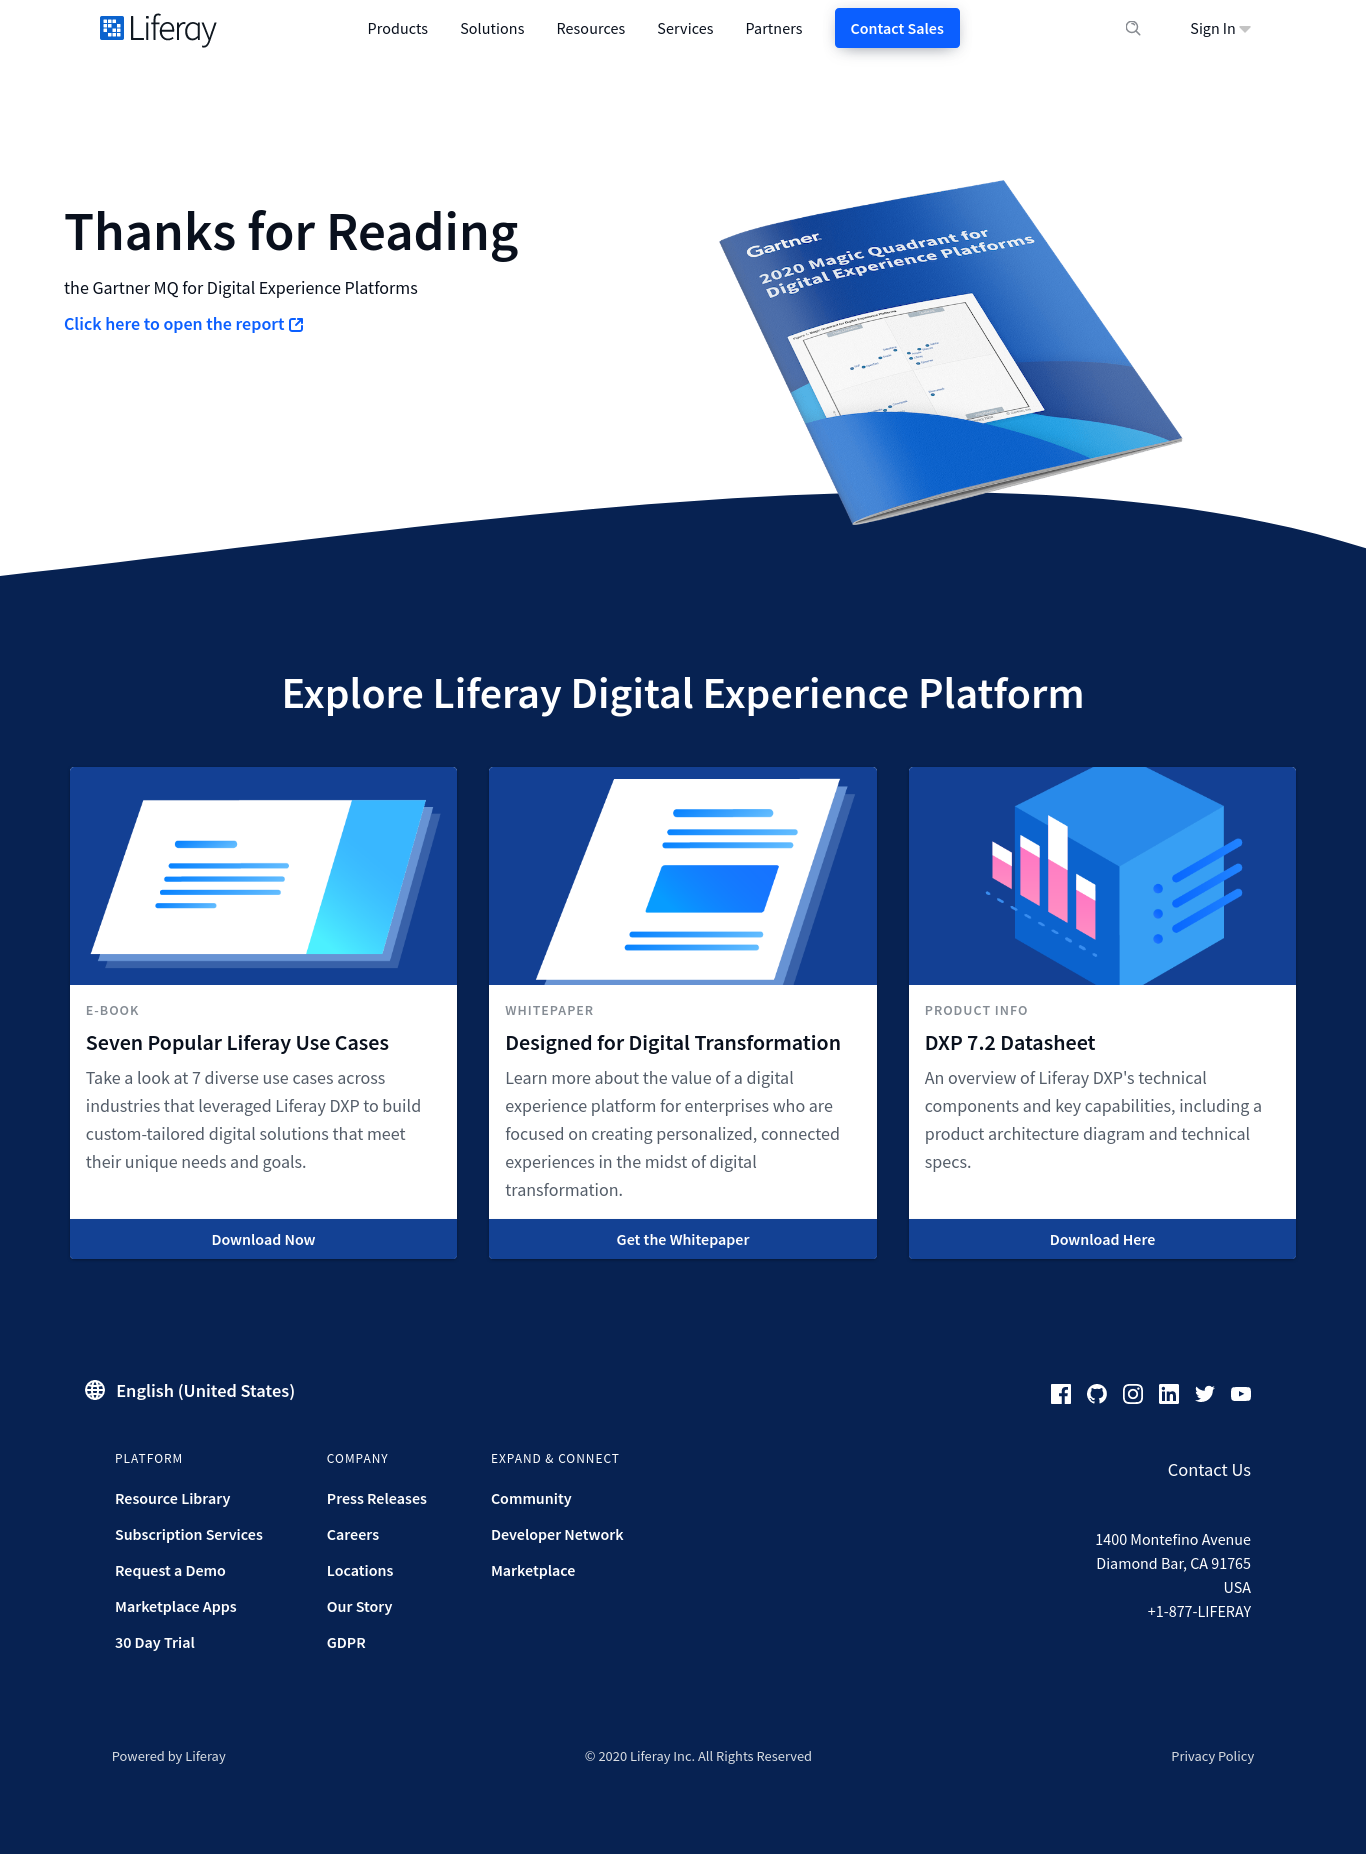 Liferay
Products
Solutions
Resources
Services
Partners
Contact Sales
Sign In
Thanks for Reading
the Gartner MQ for Digital Experience Platforms
Click here to open the report
Gartner
2020 Magic Quadrant for
Digital Experience Platforms
Explore Liferay Digital Experience Platform
E-BOOK
Seven Popular Liferay Use Cases
Take a look at 7 diverse use cases across
industries that leveraged Liferay DXP to build
custom-tailored digital solutions that meet
their unique needs and goals.
Download Now
WHITEPAPER
Designed for Digital Transformation
Learn more about the value of a digital
experience platform for enterprises who are
focused on creating personalized, connected
experiences in the midst of digital
transformation.
Get the Whitepaper
PRODUCT INFO
DXP 7.2 Datasheet
An overview of Liferay DXP's technical
components and key capabilities, including a
product architecture diagram and technical
specs.
Download Here
English (United States)
PLATFORM
Resource Library
Subscription Services
Request a Demo
Marketplace Apps
30 Day Trial
COMPANY
Press Releases
Careers
Locations
Our Story
GDPR
EXPAND & CONNECT
Community
Developer Network
Marketplace
Contact Us
1400 Montefino Avenue
Diamond Bar, CA 91765
USA
+1-877-LIFERAY
Powered by Liferay
© 2020 Liferay Inc. All Rights Reserved
Privacy Policy